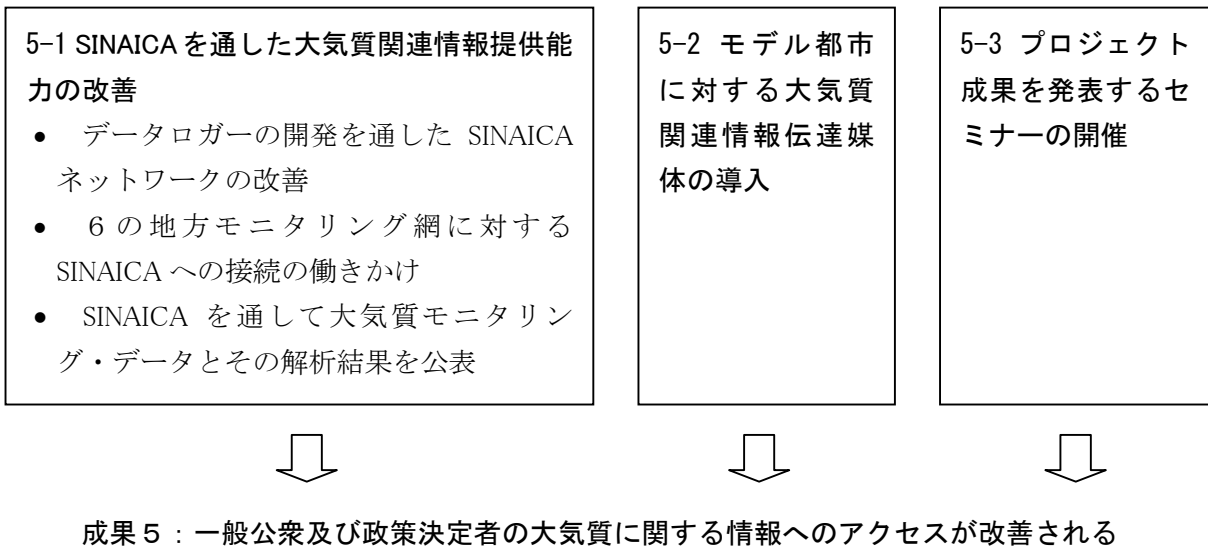 5-1 SINAICAを通した大気質関連情報提供能
力の改善
• データロガーの開発を通した SINAICA
ネットワークの改善
• ６の地方モニタリング網に対する
SINAICA への接続の働きかけ
• SINAICA を通して大気質モニタリン
グ・データとその解析結果を公表
5-2 モデル都市
に対する大気質
関連情報伝達媒
体の導入
5-3 プロジェクト
成果を発表するセ
ミナーの開催
成果５：一般公衆及び政策決定者の大気質に関する情報へのアクセスが改善される